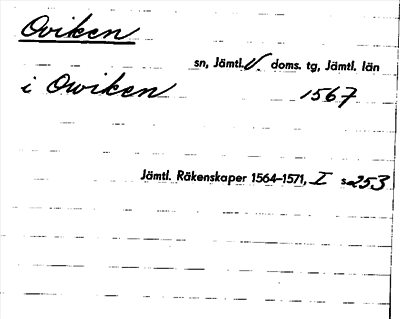 Oviken
sn, Jämtl. V. doms. tg, Jämtl. län
i Owiken 1567
Jämtl. Räkenskaper 1564–1571, I s. 253